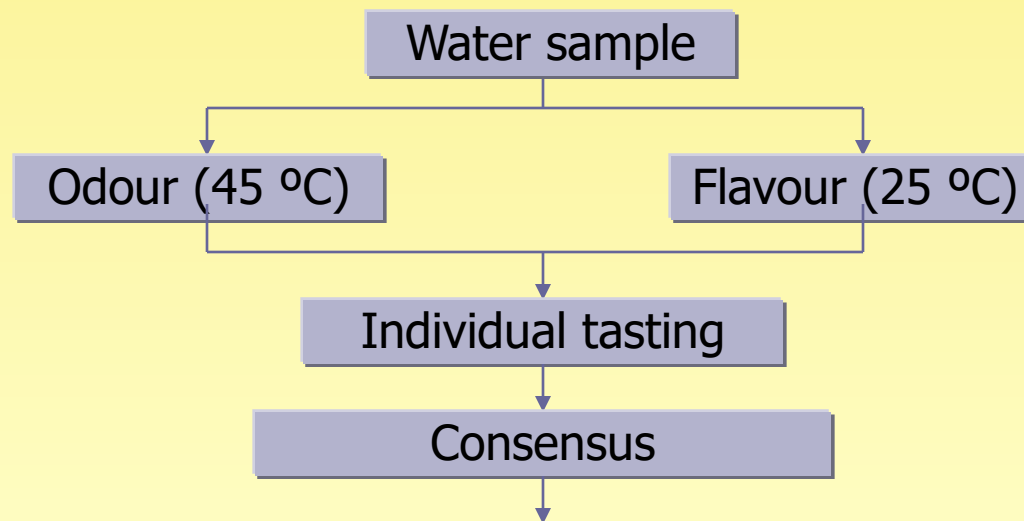 Water sample
Odour (45 ºC)
Flavour (25 ºC)
Individual tasting
Consensus